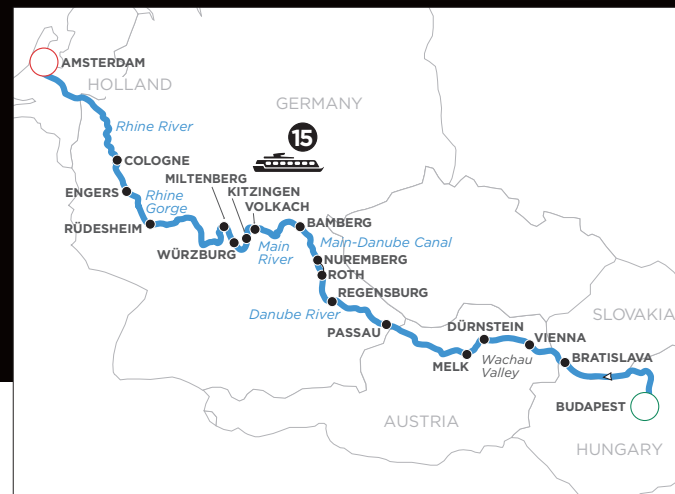 AMSTERDAM
HOLLAND
GERMANY
Rhine River
15
COLOGNE
MILTENBERG
ENGERS
KITZINGEN
Rhine
Gorge
VOLKACH
RÜDESHEIM
BAMBERG
WÜRZBURG
Main
River
Main-Danube Canal
NUREMBERG
ROTH
REGENSBURG
Danube River
PASSAU
SLOVAKIA
DÜRNSTEIN
VIENNA
MELK
Wachau
Valley
BRATISLAVA
BUDAPEST
AUSTRIA
HUNGARY